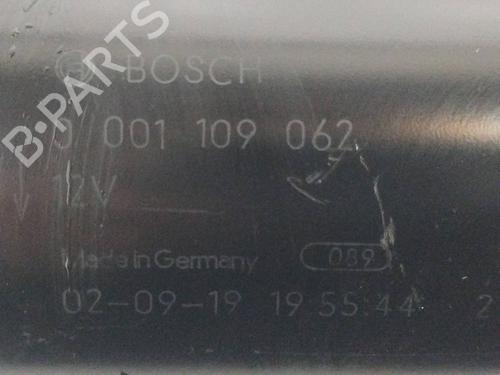 B-PARTS
BOSCH
0 001 109 062
12V
Made in Germany 089
02-09-19 19:55:44 2